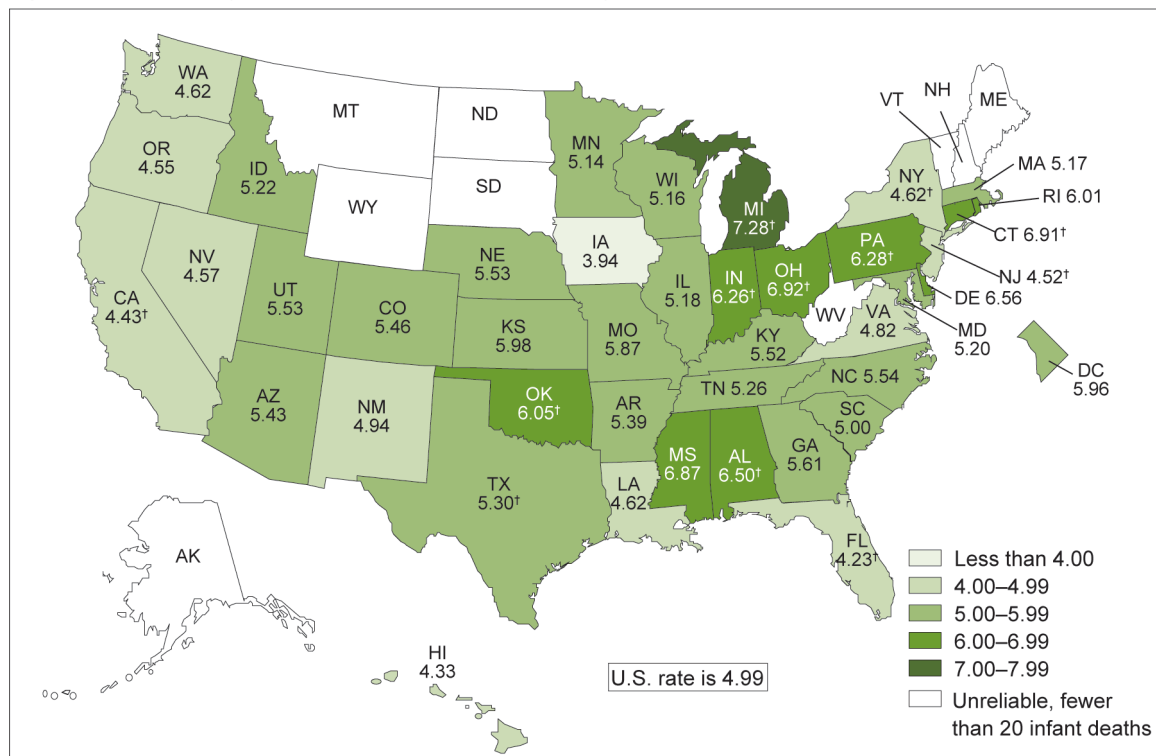 WA
4.62
MT
ND
MN
5.14
VT
NH
ME
OR
4.55
ID
5.22
SD
WI
5.16
MI
7.28†
NY
4.62†
MA 5.17
RI 6.01
CT 6.91†
WY
IA
3.94
NE
5.53
PA
6.28†
NJ 4.52†
DE 6.56
MD
5.20
DC
5.96
NV
4.57
UT
5.53
CO
5.46
CA
4.43†
IL
5.18
IN
6.26†
OH
6.92†
WV
VA
4.82
KS
5.98
MO
5.87
KY
5.52
AZ
5.43
NM
4.94
OK
6.05†
AR
5.39
TN 5.26
NC 5.54
SC
5.00
MS
6.87
AL
6.50†
GA
5.61
TX
5.30†
LA
4.62
FL
4.23†
AK
HI
4.33
U.S. rate is 4.99
Less than 4.00
4.00–4.99
5.00–5.99
6.00–6.99
7.00–7.99
Unreliable, fewer
than 20 infant deaths